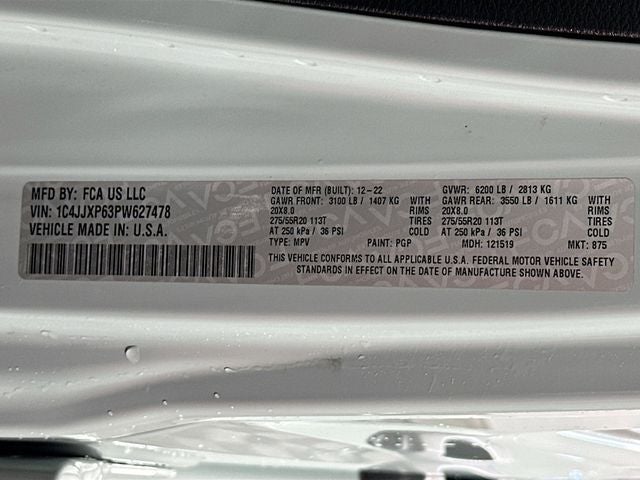 MFD BY: FCA US LLC
VIN: 1C4JJXP63PW627478
VEHICLE MADE IN: U.S.A.
DATE OF MFR (BUILT): 12-22 GVWR: 6200 LB / 2813 KG
GAWR FRONT: 3100 LB / 1407 KG WITH GAWR REAR: 3550 LB / 1611 KG WITH
20X8.0 RIMS 20X8.0 RIMS
275/55R20 113T TIRES 275/55R20 113T TIRES
AT 250 kPa / 36 PSI COLD AT 250 kPa / 36 PSI COLD
TYPE: MPV PAINT: PGP MDH: 121519 MKT: 875
THIS VEHICLE CONFORMS TO ALL APPLICABLE U.S.A. FEDERAL MOTOR VEHICLE SAFETY
STANDARDS IN EFFECT ON THE DATE OF MANUFACTURE SHOWN ABOVE.